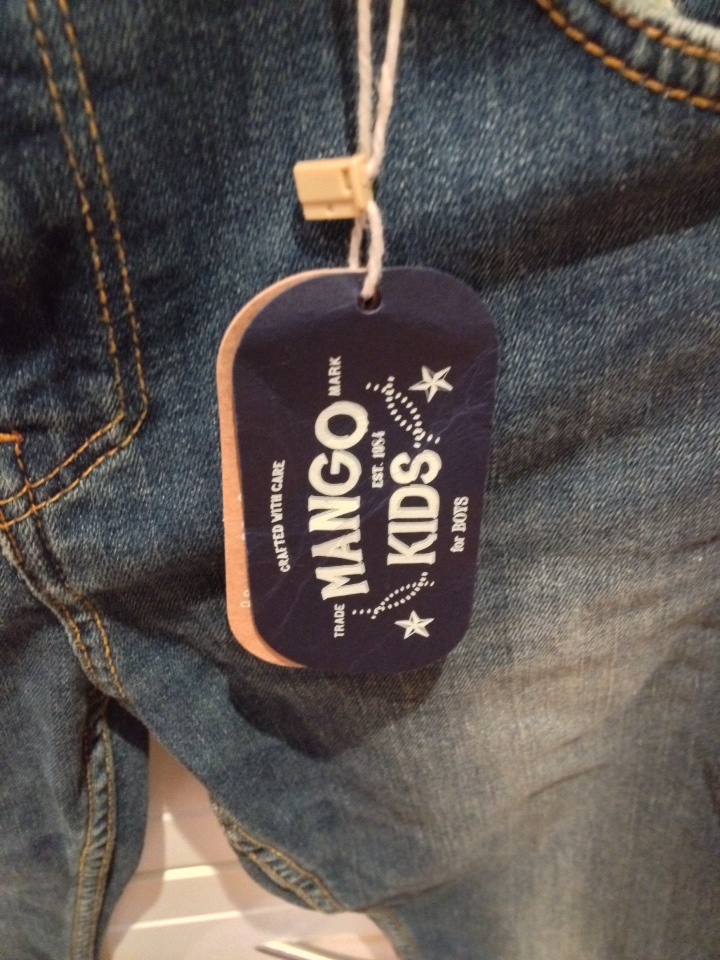 CRAFTED WITH CARE
TRADE MANGO MARK
EST. 1984
KIDS
for BOYS